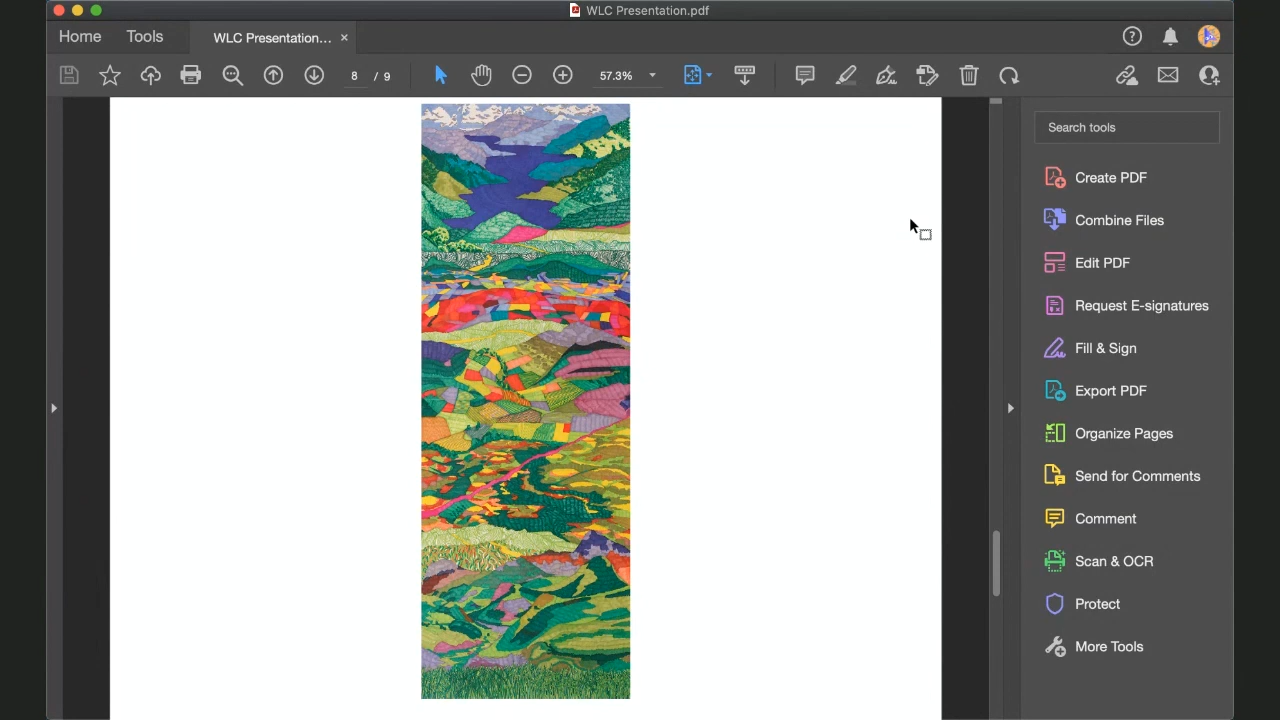 WLC Presentation.pdf
Home
Tools
WLC Presentation...
8 / 9
57.3%
Search tools
Create PDF
Combine Files
Edit PDF
Request E-signatures
Fill & Sign
Export PDF
Organize Pages
Send for Comments
Comment
Scan & OCR
Protect
More Tools